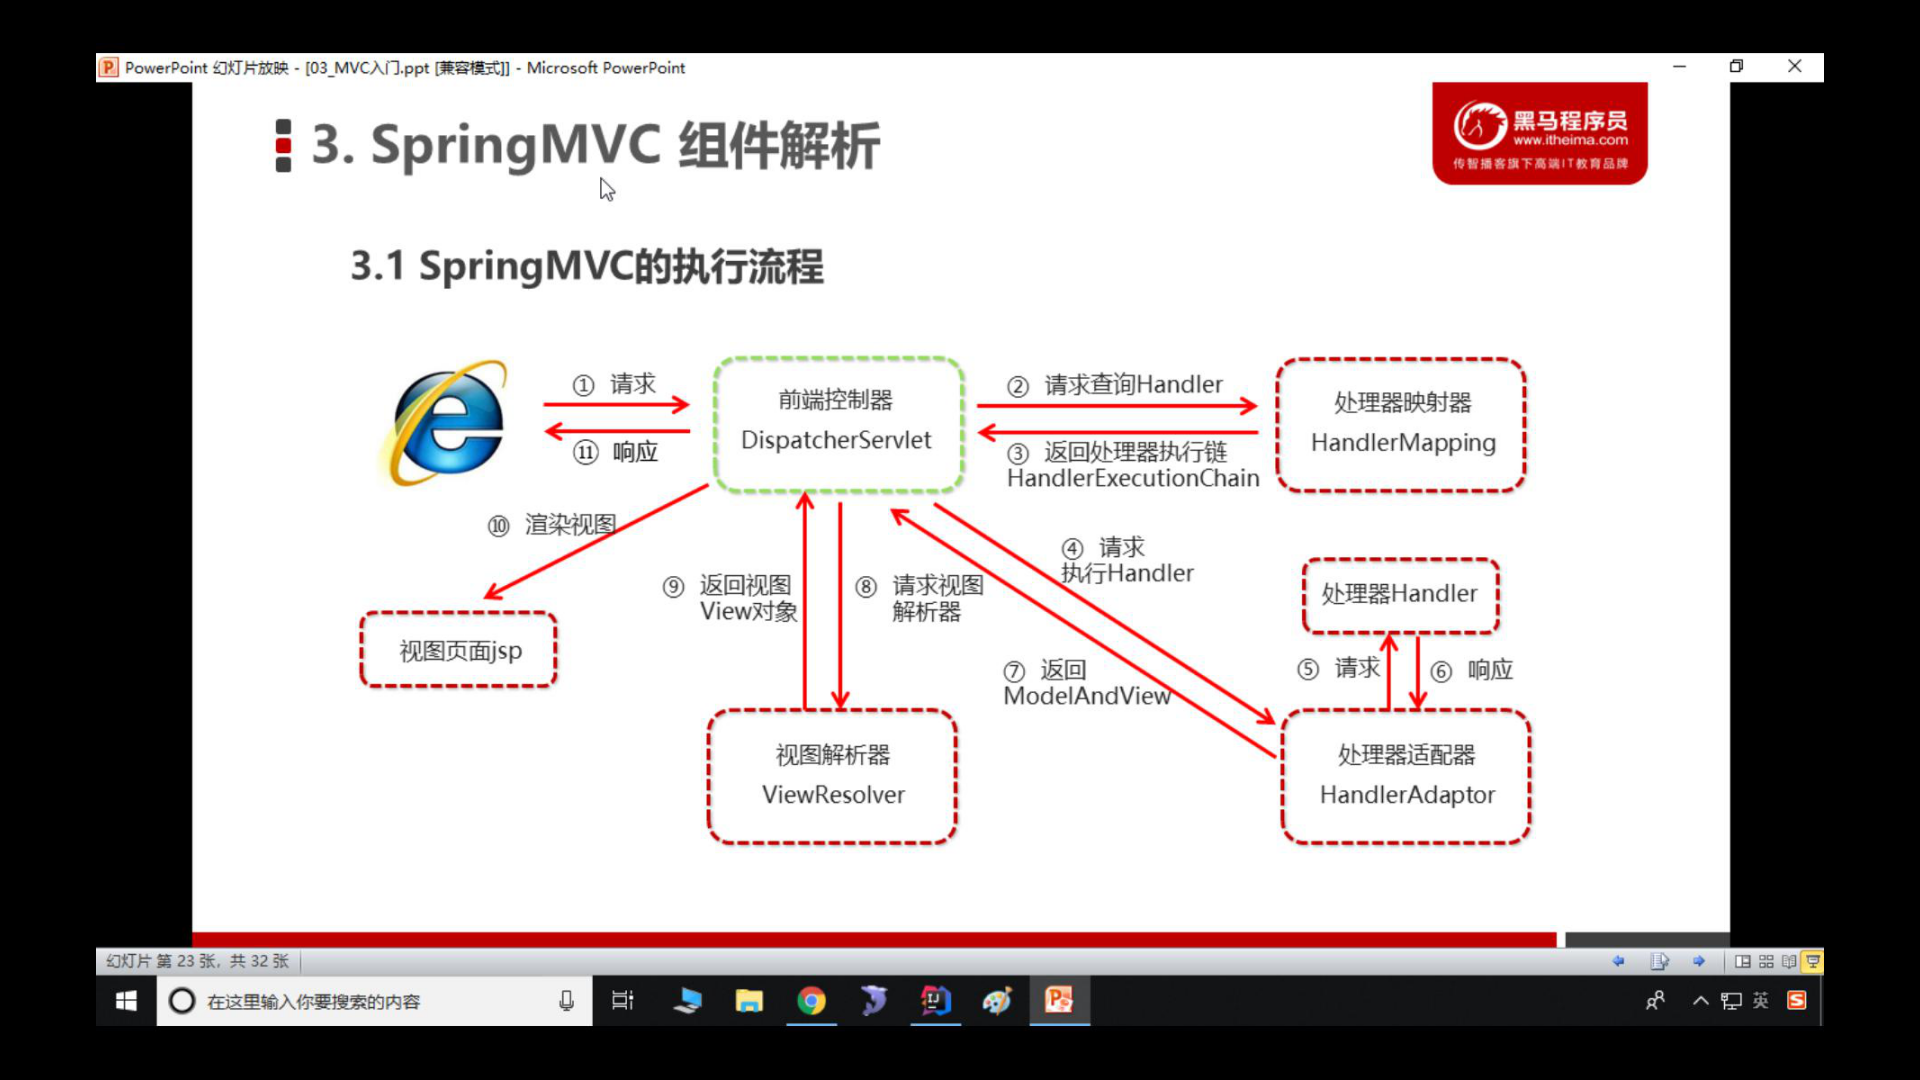 PowerPoint 幻灯片放映 - [03_MVC入门.ppt [兼容模式]] - Microsoft PowerPoint
3. SpringMVC 组件解析
黑马程序员
www.itheima.com
传智播客旗下高端IT教育品牌
3.1 SpringMVC的执行流程
① 请求
⑪ 响应
前端控制器
DispatcherServlet
② 请求查询Handler
③ 返回处理器执行链
HandlerExecutionChain
处理器映射器
HandlerMapping
⑩ 渲染视图
⑨ 返回视图
View对象
⑧ 请求视图
解析器
④ 请求
执行Handler
处理器Handler
视图页面jsp
⑦ 返回
ModelAndView
⑤ 请求
⑥ 响应
视图解析器
ViewResolver
处理器适配器
HandlerAdaptor
幻灯片 第 23 张，共 32 张
在这里输入你要搜索的内容
英